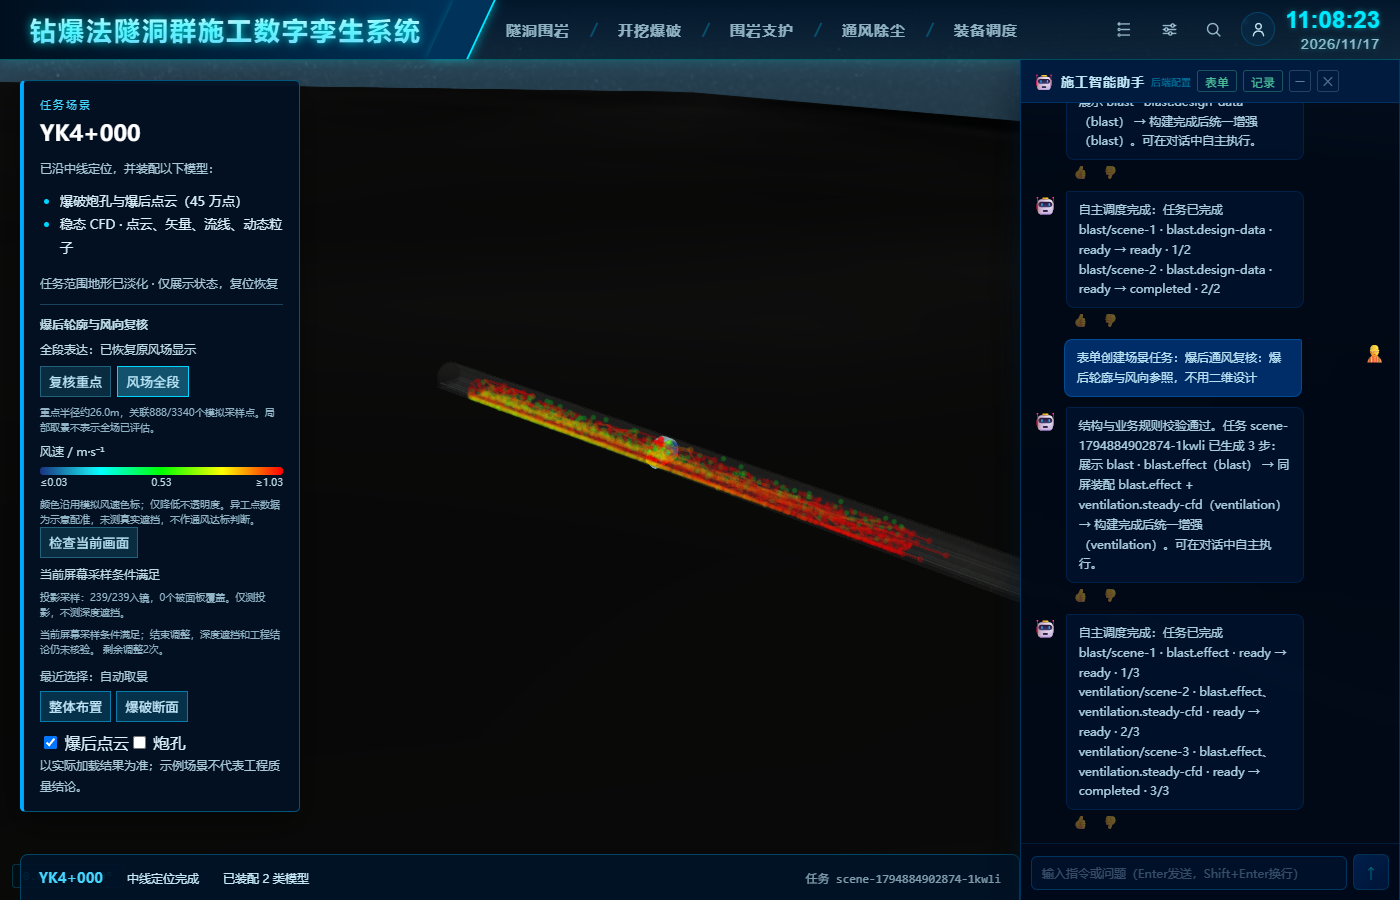 钻爆法隧洞群施工数字孪生系统
隧洞围岩 / 开挖爆破 / 围岩支护 / 通风除尘 / 装备调度
11:08:23
2026/11/17
任务场景
YK4+000
已沿中线定位，并装配以下模型：
爆破炮孔与爆后点云（45 万点）
稳态 CFD · 点云、矢量、流线、动态粒
子
任务范围地形已淡化 · 仅展示状态，复位恢复
爆后轮廓与风向复核
全段表达：已恢复原风场显示
复核重点 风场全段
重点半径约26.0m，关联888/3340个模拟采样点。局
部取景不表示全场已评估。
风速 / m·s⁻¹
≤0.03 0.53 ≥1.03
颜色沿用模拟风速色标；仅降低不透明度。异工点数据
为示意配准，未测真实遮挡，不作通风达标判断。
检查当前画面
当前屏幕采样条件满足
投影采样：239/239入镜，0个被面板覆盖。仅测投
影，不测深度遮挡。
当前屏幕采样条件满足；结束调整，深度遮挡和工程结
论仍未核验。 剩余调整2次。
最近选择：自动取景
整体布置 爆破断面
爆后点云 炮孔
以实际加载结果为准；示例场景不代表工程质
量结论。
YK4+000 中线定位完成 已装配 2 类模型
任务 scene-1794884902874-1kwli
施工智能助手 后端配置 表单 记录
展示 blast · blast.design-data
（blast） → 构建完成后统一增强
（blast）。可在对话中自主执行。
自主调度完成：任务已完成
blast/scene-1 · blast.design-data ·
ready → ready · 1/2
blast/scene-2 · blast.design-data ·
ready → completed · 2/2
表单创建场景任务：爆后通风复核：爆
后轮廓与风向参照，不用二维设计
结构与业务规则校验通过。任务 scene-
1794884902874-1kwli 已生成 3 步：
展示 blast · blast.effect（blast） → 同
屏装配 blast.effect +
ventilation.steady-cfd（ventilation）
→ 构建完成后统一增强
（ventilation）。可在对话中自主执
行。
自主调度完成：任务已完成
blast/scene-1 · blast.effect · ready →
ready · 1/3
ventilation/scene-2 · blast.effect、
ventilation.steady-cfd · ready →
ready · 2/3
ventilation/scene-3 · blast.effect、
ventilation.steady-cfd · ready →
completed · 3/3
输入指令或问题（Enter发送，Shift+Enter换行）